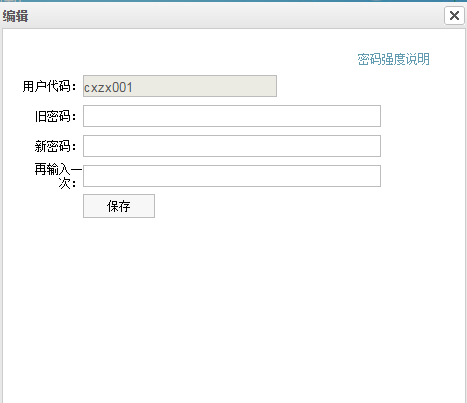 编辑
密码强度说明
用户代码：cxzx001
旧密码：
新密码：
再输入一
次：
保存